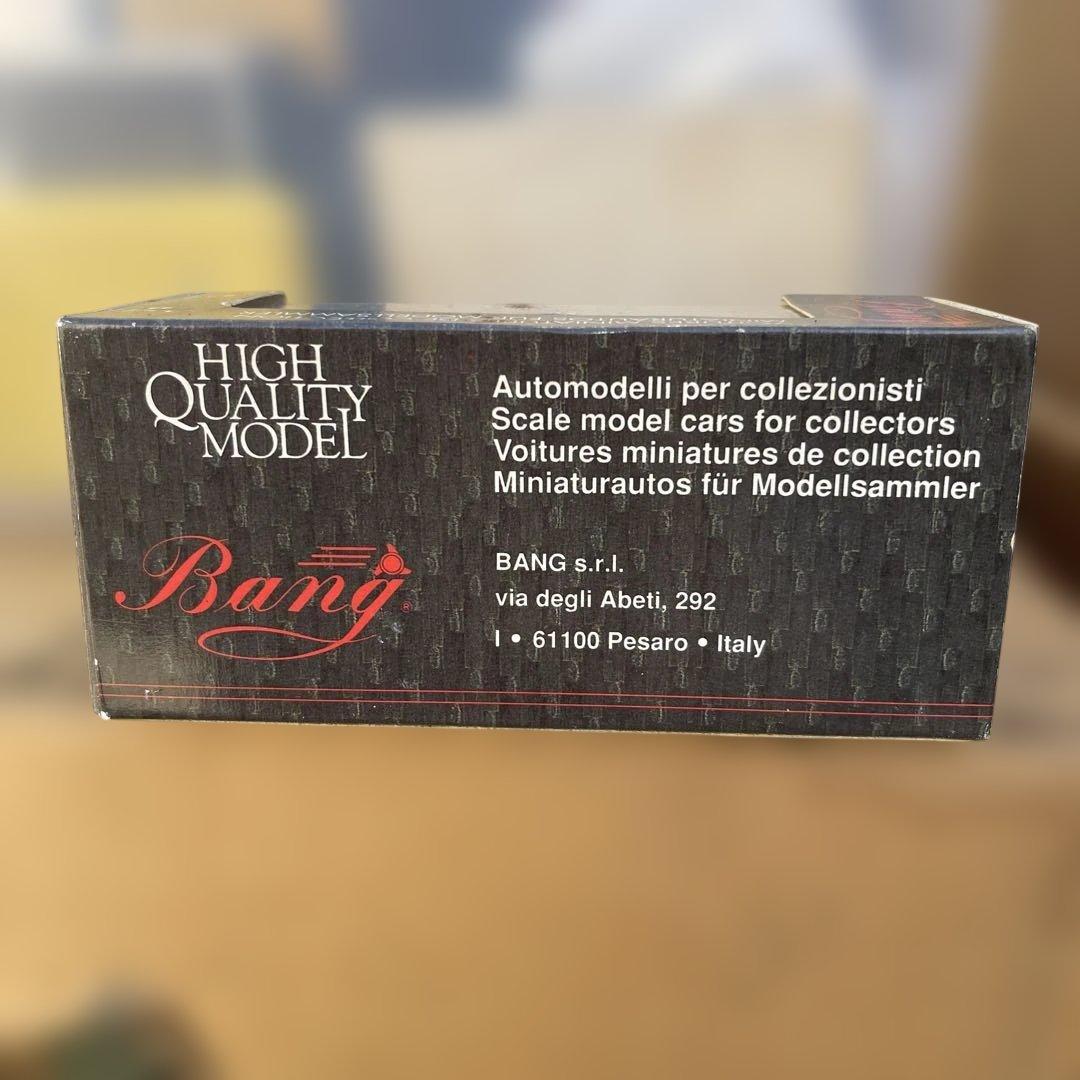 HIGH
QUALITY
MODEL
Automodelli per collezionisti
Scale model cars for collectors
Voitures miniatures de collection
Miniaturautos für Modellsammler
Bang®
BANG s.r.l.
via degli Abeti, 292
I • 61100 Pesaro • Italy